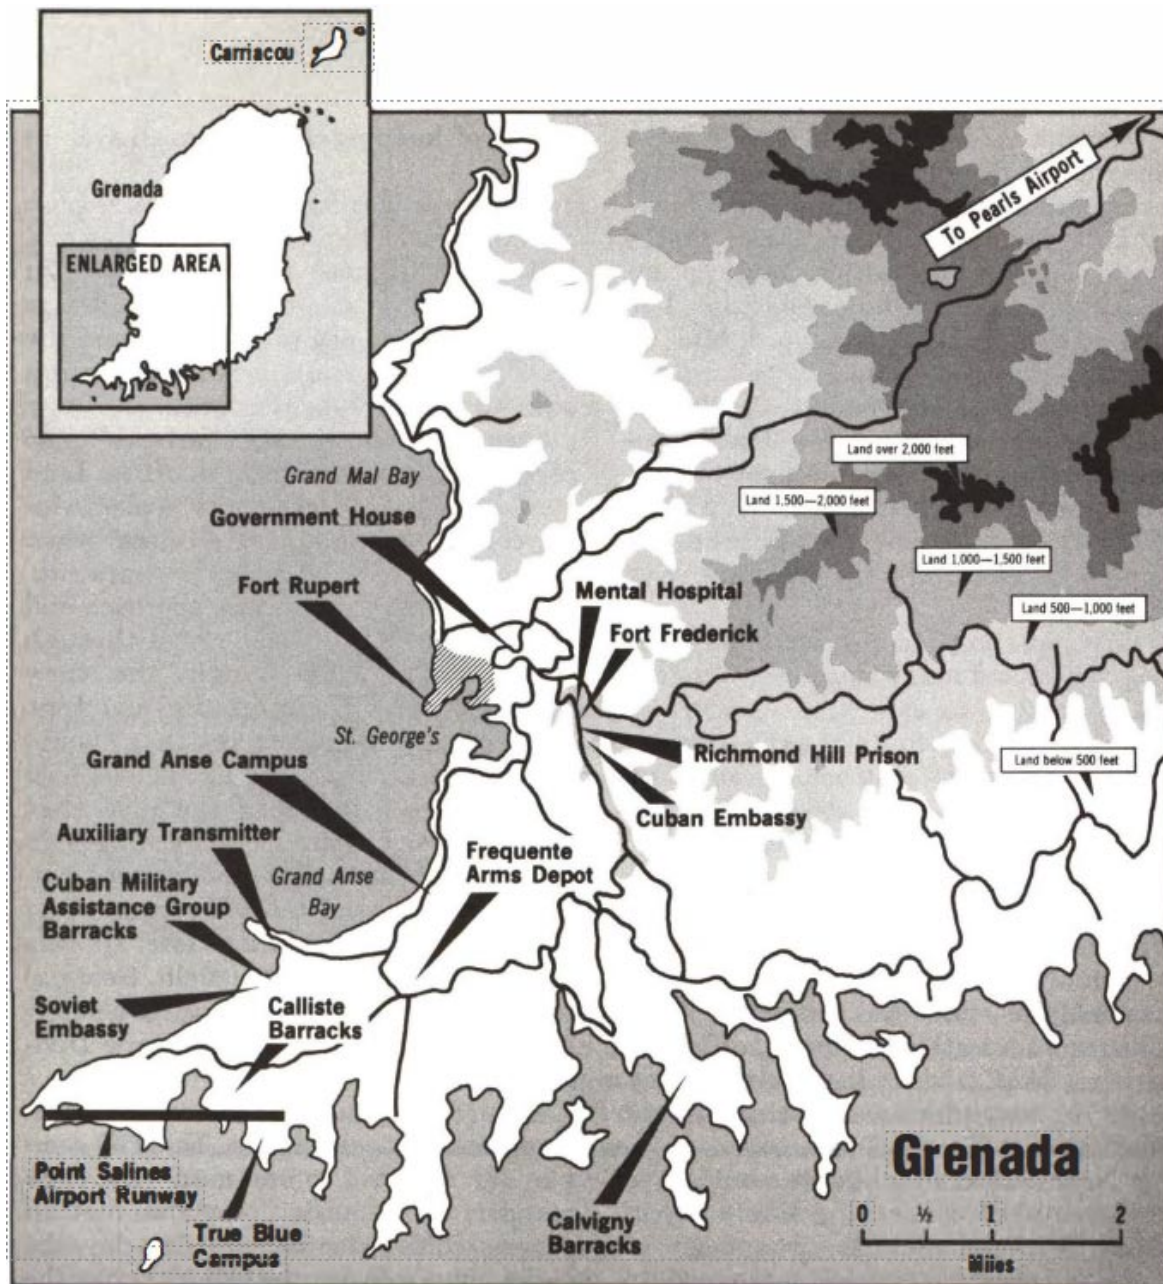 Carriacou
Grenada
ENLARGED AREA
To Pearls Airport
Land over 2,000 feet
Grand Mal Bay
Land 1,500—2,000 feet
Government House
Land 1,000—1,500 feet
Fort Rupert
Mental Hospital
Land 500—1,000 feet
Fort Frederick
St. George's
Grand Anse Campus
Richmond Hill Prison
Land below 500 feet
Cuban Embassy
Auxiliary Transmitter
Frequente
Arms Depot
Grand Anse
Bay
Cuban Military
Assistance Group
Barracks
Soviet
Embassy
Calliste
Barracks
Point Salines
Airport Runway
True Blue
Campus
Calvigny
Barracks
Grenada
0 ½ 1 2
Miles